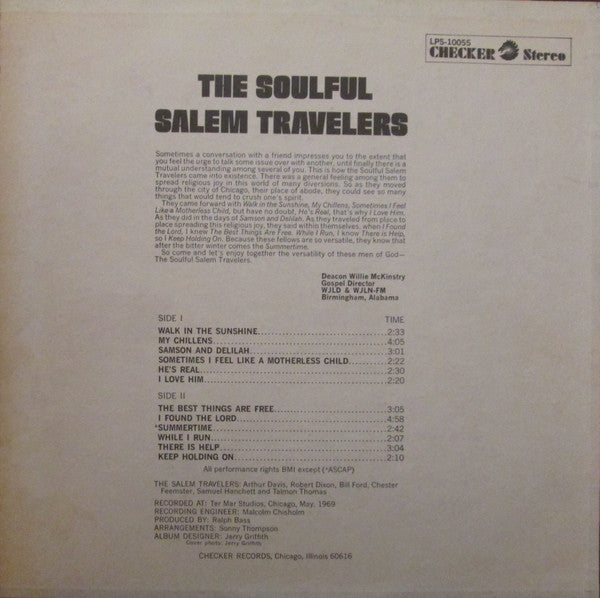 LPS-10055
CHECKER Stereo
THE SOULFUL
SALEM TRAVELERS
Sometimes a conversation with a friend impresses you to the extent that
you feel the urge to talk some issue over with another, until finally there is a
mutual understanding among several of you. This is how the Soulful Salem
Travelers came into existence. There was a general feeling among them to
spread religious joy in this world of many diversions. So as they moved
through the city of Chicago, their place of abode, they could see so many
things that would tend to crush one's spirit.
They came forward with Walk in the Sunshine, My Chillens, Sometimes I Feel
Like a Motherless Child, but have no doubt, He's Real, that's why I Love Him.
As they did in the days of Samson and Delilah. As they traveled from place to
place spreading this religious joy, they said within themselves, when I Found
the Lord, I knew The Best Things Are Free. While I Run, I know There is Help,
so I Keep Holding On. Because these fellows are so versatile, they know that
after the bitter winter comes the Summertime.
So come and let's enjoy together the versatility of these men of God—
The Soulful Salem Travelers.
Deacon Willie McKinstry
Gospel Director
WJLD & WJLN-FM
Birmingham, Alabama
SIDE I TIME
WALK IN THE SUNSHINE........................2:33
MY CHILLENS........................4:05
SAMSON AND DELILAH........................3:01
SOMETIMES I FEEL LIKE A MOTHERLESS CHILD........2:22
HE'S REAL........................2:30
I LOVE HIM........................2:20
SIDE II
THE BEST THINGS ARE FREE........................3:05
I FOUND THE LORD........................4:58
*SUMMERTIME........................2:42
WHILE I RUN........................2:07
THERE IS HELP........................3:04
KEEP HOLDING ON........................2:10
All performance rights BMI except (*ASCAP)
THE SALEM TRAVELERS: Arthur Davis, Robert Dixon, Bill Ford, Chester
Feemster, Samuel Hanchett and Talmon Thomas
RECORDED AT: Ter Mar Studios, Chicago, May, 1969
RECORDING ENGINEER: Malcolm Chisholm
PRODUCED BY: Ralph Bass
ARRANGEMENTS: Sonny Thompson
ALBUM DESIGNER: Jerry Griffith
Cover photo: Jerry Griffith
CHECKER RECORDS, Chicago, Illinois 60616